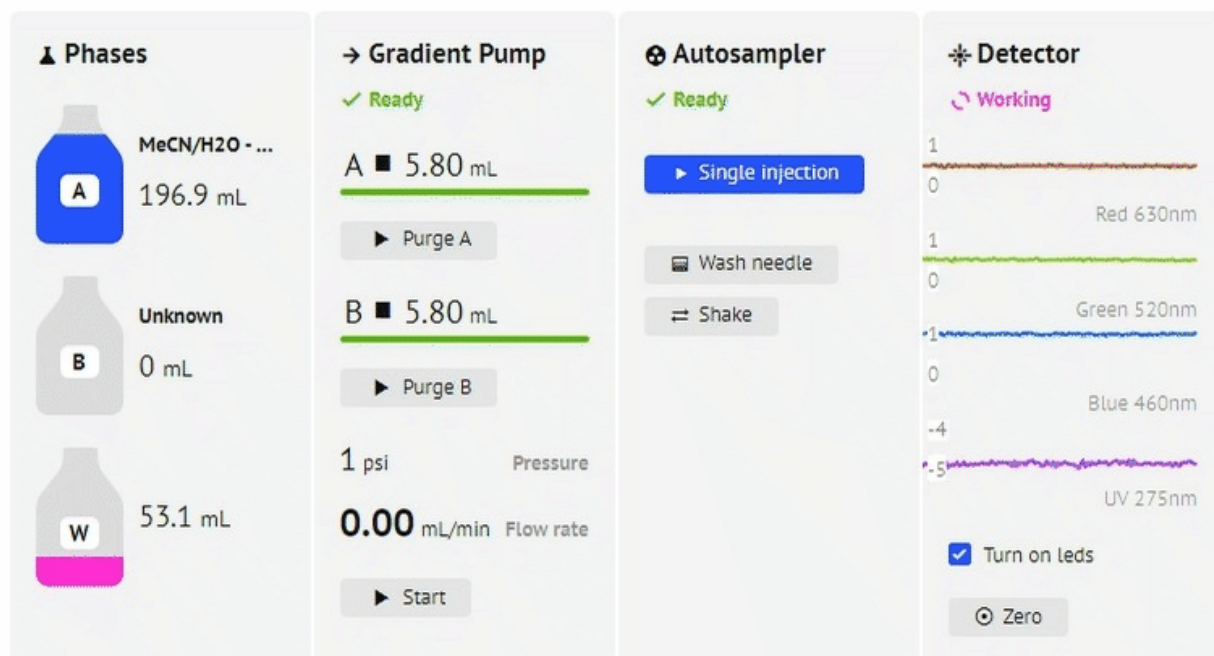 Phases
MeCN/H2O - ...
A
196.9 mL
Unknown
B
0 mL
W
53.1 mL
Gradient Pump
Ready
A ■ 5.80 mL
Purge A
B ■ 5.80 mL
Purge B
1 psi Pressure
0.00 mL/min Flow rate
Start
Autosampler
Ready
Single injection
Wash needle
Shake
Detector
Working
1
0
Red 630nm
1
0
Green 520nm
1
0
Blue 460nm
-4
-5
UV 275nm
Turn on leds
Zero